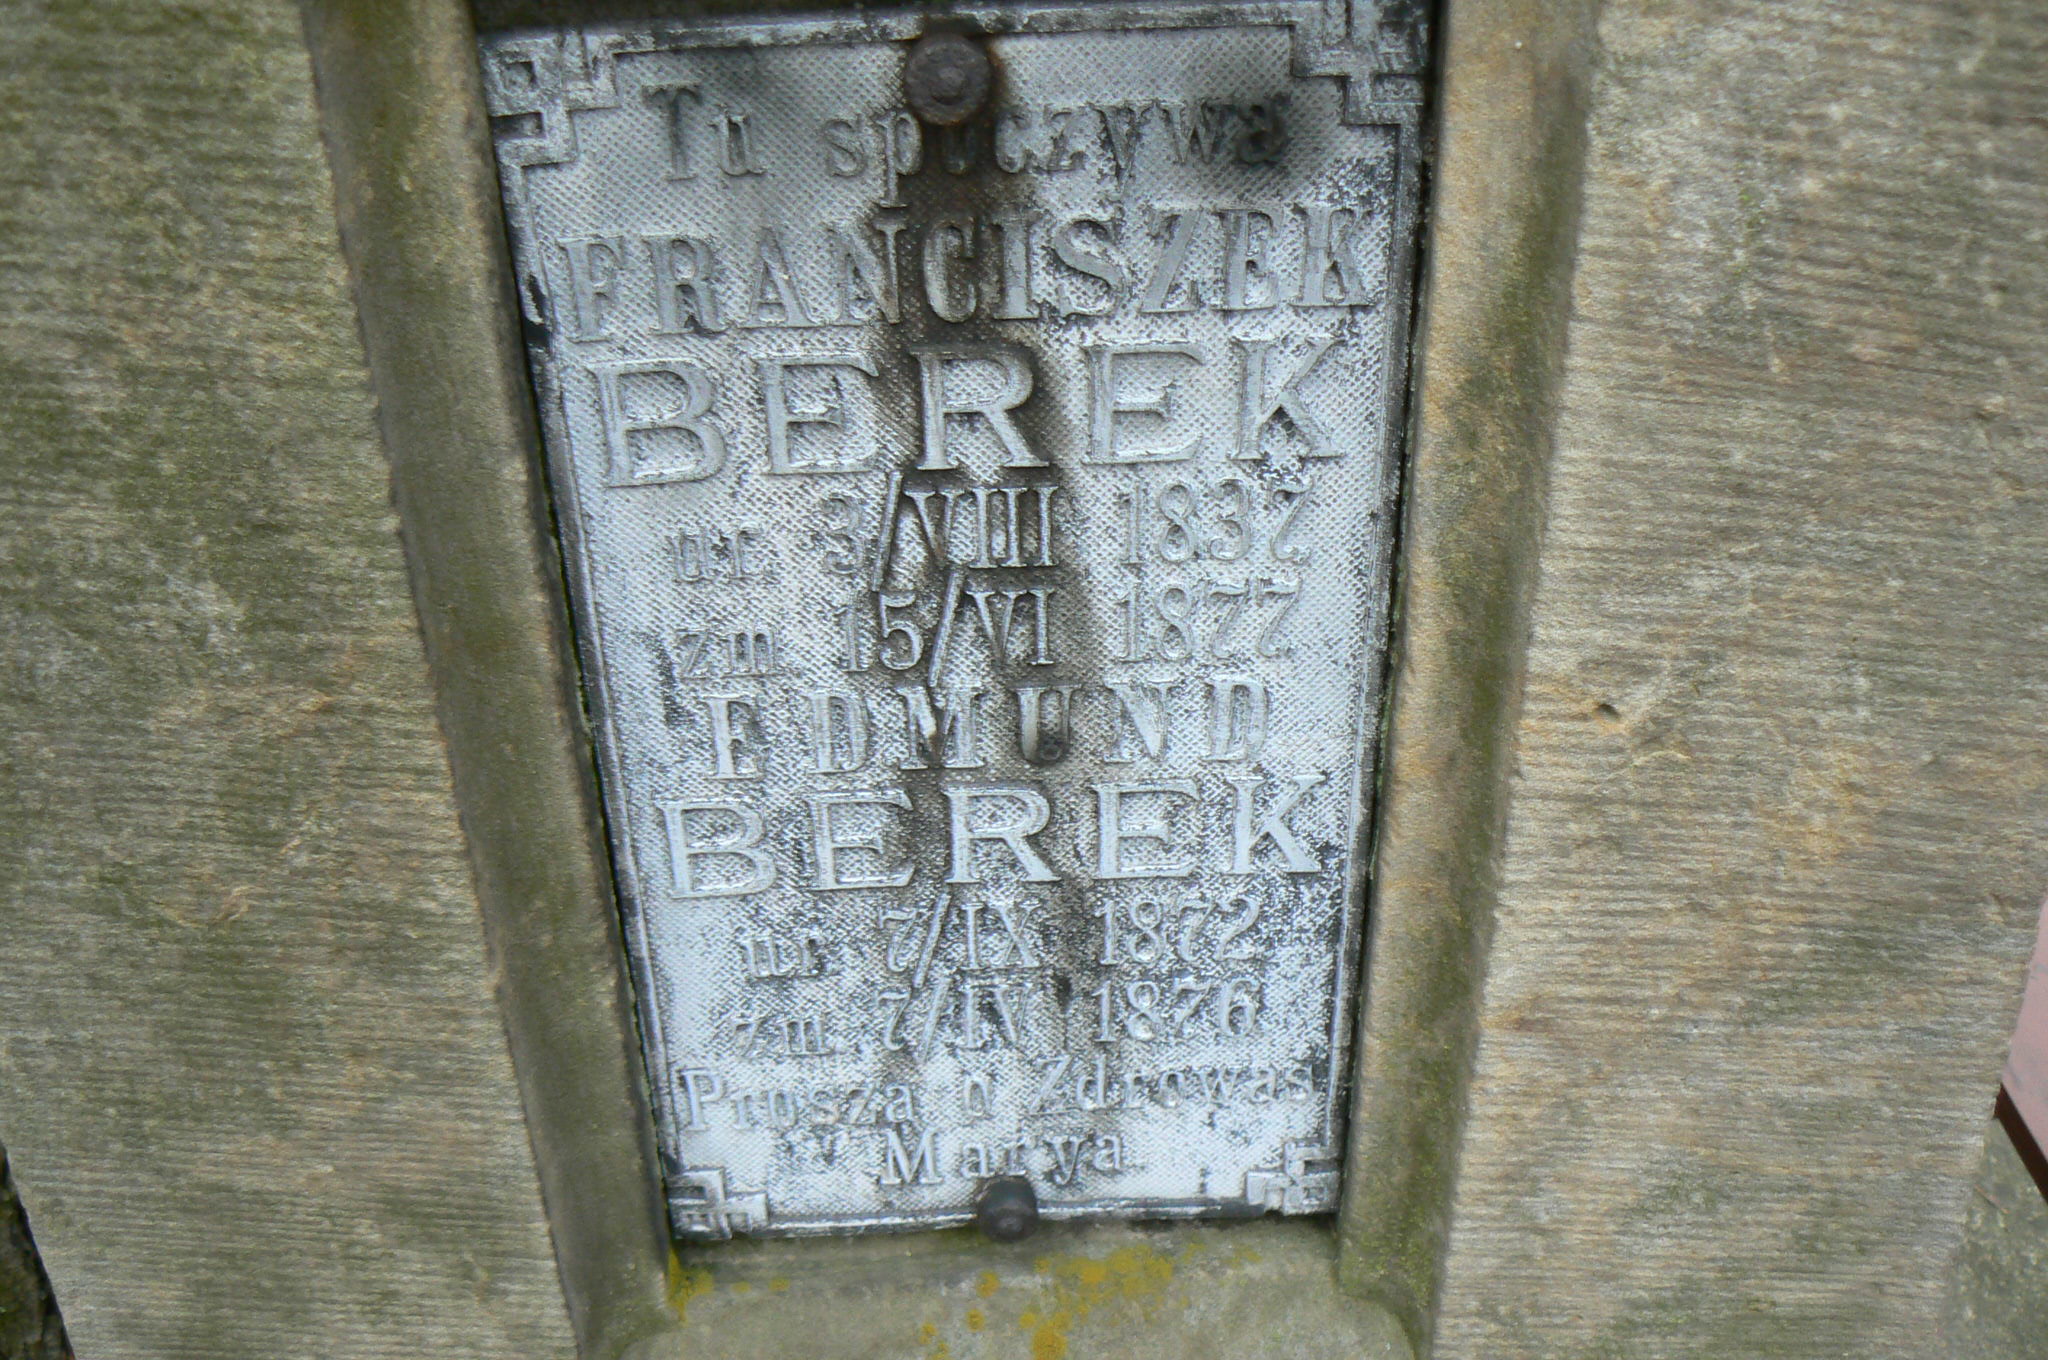 Tu spoczywa
FRANCISZEK
BEREK
ur. 3/VIII 1837
zm 15/VI 1877
EDMUND
BEREK
ur. 7/IX 1872
zm. 7/IV 1876
Prosza o Zdrowas
Marya